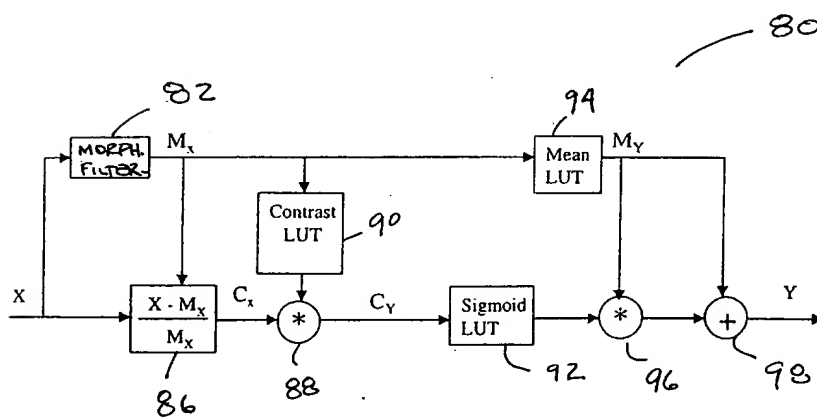 80
82
94
MORPH.
FILTER
Mx
Mean
LUT
MY
Contrast
LUT
90
X
X - MX
MX
Cx
*
CY
Sigmoid
LUT
*
+
Y
86
88
92
96
98